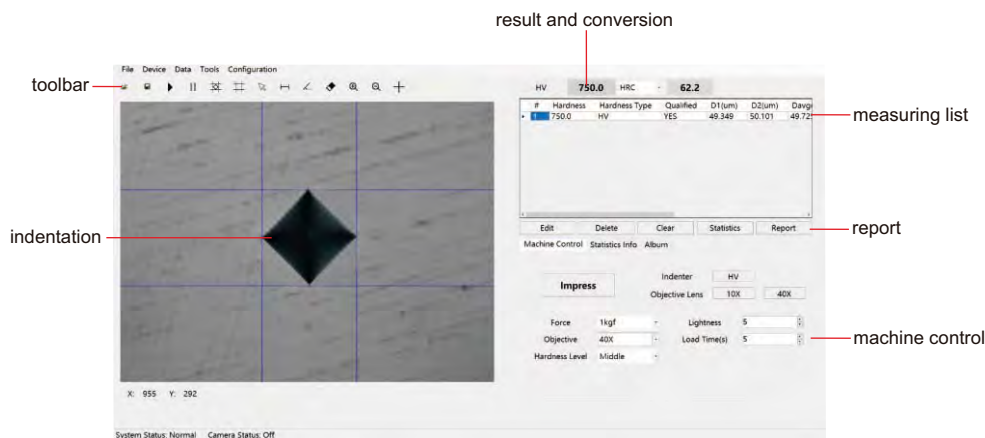 result and conversion
File Device Data Tools Configuration
toolbar
HV 750.0 HRC 62.2
# Hardness Hardness Type Qualified D1(um) D2(um) Davg
1 750.0 HV YES 49.349 50.101 49.72
measuring list
indentation
Edit Delete Clear Statistics Report
report
Machine Control Statistics Info Album
Impress
Indenter HV
Objective Lens 10X 40X
Force 1kgf Lightness 5
Objective 40X Load Time(s) 5
machine control
Hardness Level Middle
X: 955 Y: 292
System Status: Normal Camera Status: Off